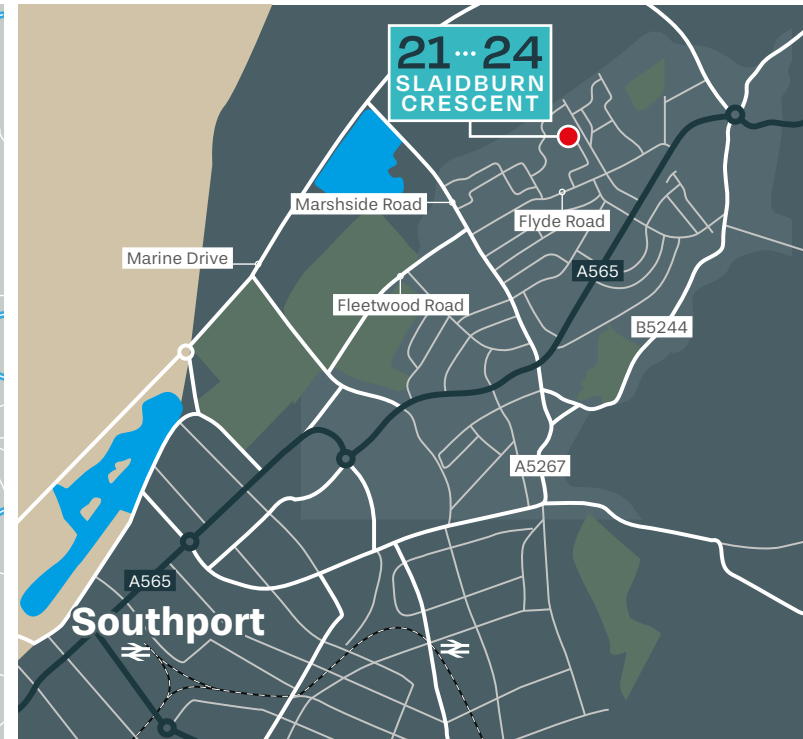 21 ... 24
SLAIDBURN
CRESCENT
Marshside Road
Flyde Road
Marine Drive
A565
Fleetwood Road
B5244
A5267
A565
Southport